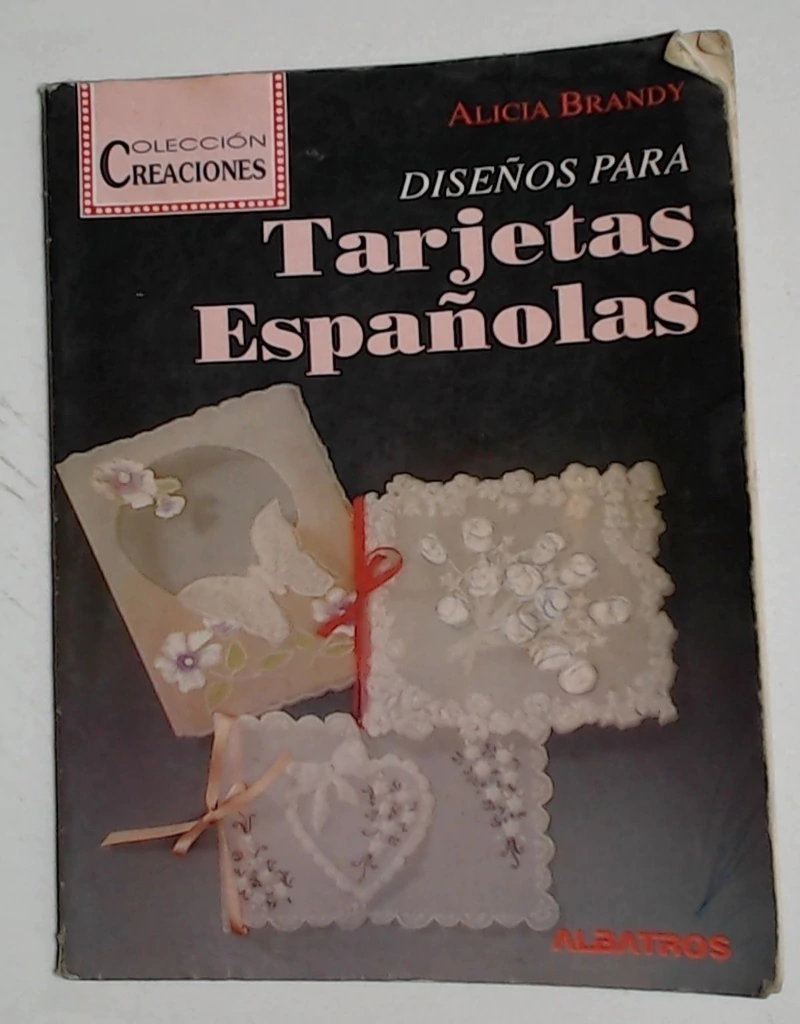 COLECCIÓN
CREACIONES
ALICIA BRANDY
DISEÑOS PARA
Tarjetas
Españolas
ALBATROS